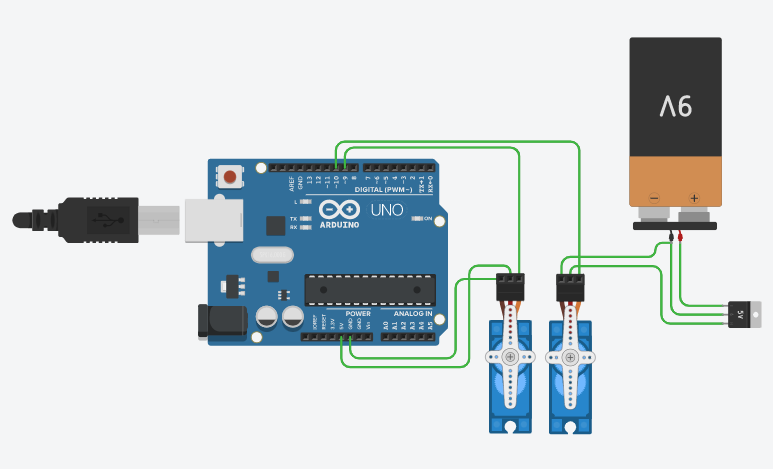 9V
− +
AREF GND 13 12 ~11 ~10 ~9 8 7 ~6 ~5 4 ~3 2 TX→1 RX←0
DIGITAL (PWM~)
L
TX
RX
UNO
ARDUINO
ON
5V
POWER ANALOG IN
IOREF RESET 3.3V 5V GND GND Vin A0 A1 A2 A3 A4 A5